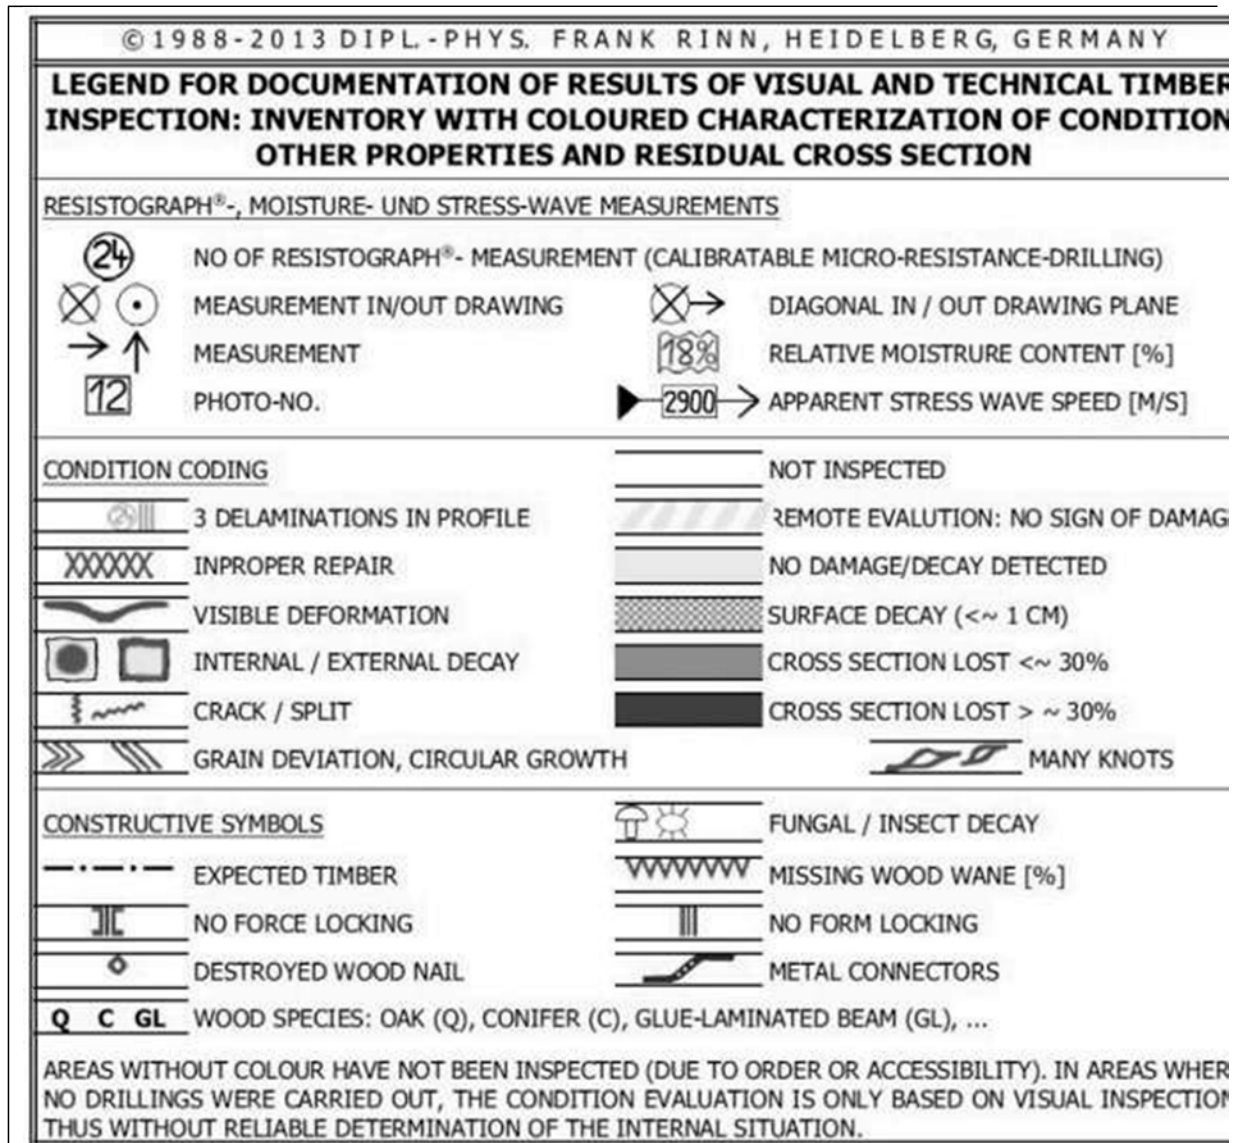 ©1988-2013 DIPL.-PHYS. FRANK RINN, HEIDELBERG, GERMANY
LEGEND FOR DOCUMENTATION OF RESULTS OF VISUAL AND TECHNICAL TIMBER
INSPECTION: INVENTORY WITH COLOURED CHARACTERIZATION OF CONDITION
OTHER PROPERTIES AND RESIDUAL CROSS SECTION
RESISTOGRAPH®-, MOISTURE- UND STRESS-WAVE MEASUREMENTS
24 NO OF RESISTOGRAPH®- MEASUREMENT (CALIBRATABLE MICRO-RESISTANCE-DRILLING)
MEASUREMENT IN/OUT DRAWING DIAGONAL IN / OUT DRAWING PLANE
MEASUREMENT 18% RELATIVE MOISTRURE CONTENT [%]
12 PHOTO-NO. 2900 APPARENT STRESS WAVE SPEED [M/S]
CONDITION CODING NOT INSPECTED
3 DELAMINATIONS IN PROFILE REMOTE EVALUTION: NO SIGN OF DAMAG
INPROPER REPAIR NO DAMAGE/DECAY DETECTED
VISIBLE DEFORMATION SURFACE DECAY (<~ 1 CM)
INTERNAL / EXTERNAL DECAY CROSS SECTION LOST <~ 30%
CRACK / SPLIT CROSS SECTION LOST > ~ 30%
GRAIN DEVIATION, CIRCULAR GROWTH MANY KNOTS
CONSTRUCTIVE SYMBOLS FUNGAL / INSECT DECAY
EXPECTED TIMBER MISSING WOOD WANE [%]
NO FORCE LOCKING NO FORM LOCKING
DESTROYED WOOD NAIL METAL CONNECTORS
Q C GL WOOD SPECIES: OAK (Q), CONIFER (C), GLUE-LAMINATED BEAM (GL), ...
AREAS WITHOUT COLOUR HAVE NOT BEEN INSPECTED (DUE TO ORDER OR ACCESSIBILITY). IN AREAS WHER
NO DRILLINGS WERE CARRIED OUT, THE CONDITION EVALUATION IS ONLY BASED ON VISUAL INSPECTION
THUS WITHOUT RELIABLE DETERMINATION OF THE INTERNAL SITUATION.